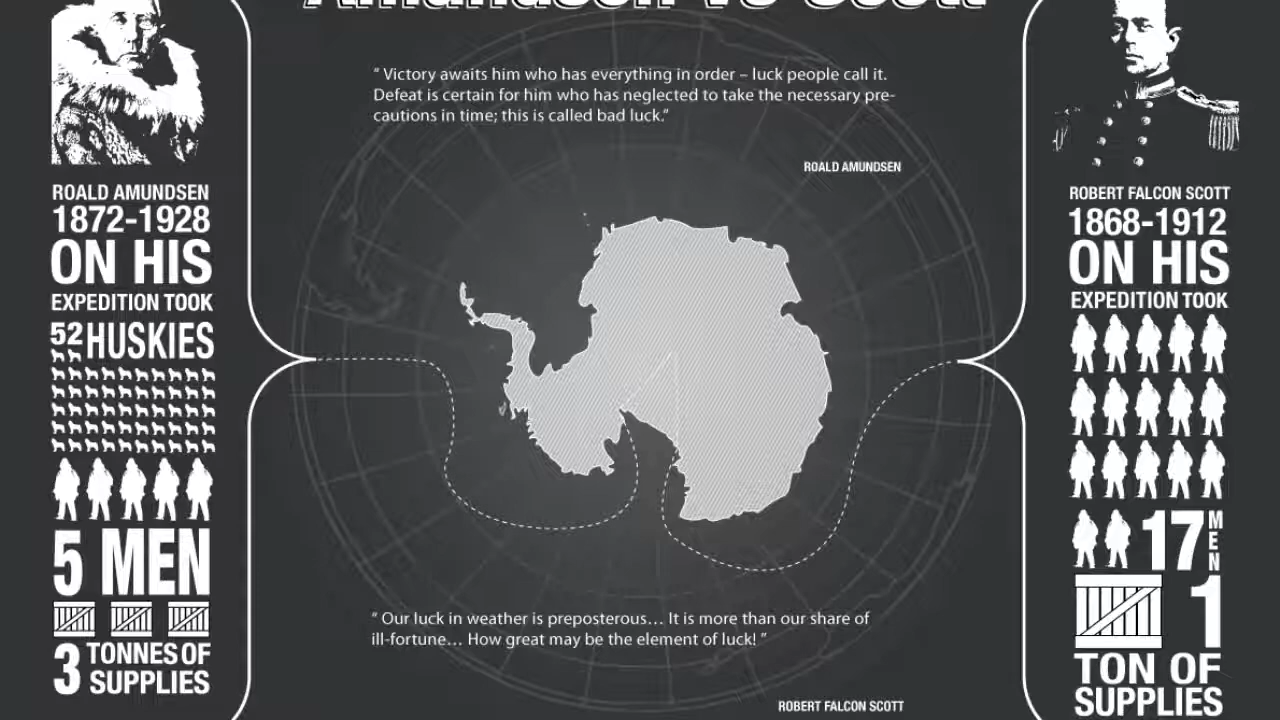 Amundsen vs Scott
" Victory awaits him who has everything in order – luck people call it.
Defeat is certain for him who has neglected to take the necessary pre-
cautions in time; this is called bad luck."
ROALD AMUNDSEN
ROALD AMUNDSEN
1872-1928
ON HIS
EXPEDITION TOOK
52 HUSKIES
5 MEN
3 TONNES OF
SUPPLIES
ROBERT FALCON SCOTT
1868-1912
ON HIS
EXPEDITION TOOK
17 MEN
1
TON OF
SUPPLIES
" Our luck in weather is preposterous… It is more than our share of
ill-fortune… How great may be the element of luck! "
ROBERT FALCON SCOTT